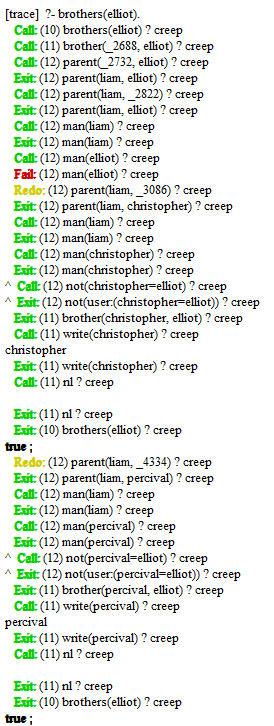 [trace]  ?- brothers(elliot).
Call: (10) brothers(elliot) ? creep
Call: (11) brother(_2688, elliot) ? creep
Call: (12) parent(_2732, elliot) ? creep
Exit: (12) parent(liam, elliot) ? creep
Call: (12) parent(liam, _2822) ? creep
Exit: (12) parent(liam, elliot) ? creep
Call: (12) man(liam) ? creep
Exit: (12) man(liam) ? creep
Call: (12) man(elliot) ? creep
Fail: (12) man(elliot) ? creep
Redo: (12) parent(liam, _3086) ? creep
Exit: (12) parent(liam, christopher) ? creep
Call: (12) man(liam) ? creep
Exit: (12) man(liam) ? creep
Call: (12) man(christopher) ? creep
Exit: (12) man(christopher) ? creep
^ Call: (12) not(christopher=elliot) ? creep
^ Exit: (12) not(user:(christopher=elliot)) ? creep
Exit: (11) brother(christopher, elliot) ? creep
Call: (11) write(christopher) ? creep
christopher
Exit: (11) write(christopher) ? creep
Call: (11) nl ? creep
Exit: (11) nl ? creep
Exit: (10) brothers(elliot) ? creep
true ;
Redo: (12) parent(liam, _4334) ? creep
Exit: (12) parent(liam, percival) ? creep
Call: (12) man(liam) ? creep
Exit: (12) man(liam) ? creep
Call: (12) man(percival) ? creep
Exit: (12) man(percival) ? creep
^ Call: (12) not(percival=elliot) ? creep
^ Exit: (12) not(user:(percival=elliot)) ? creep
Exit: (11) brother(percival, elliot) ? creep
Call: (11) write(percival) ? creep
percival
Exit: (11) write(percival) ? creep
Call: (11) nl ? creep
Exit: (11) nl ? creep
Exit: (10) brothers(elliot) ? creep
true ;